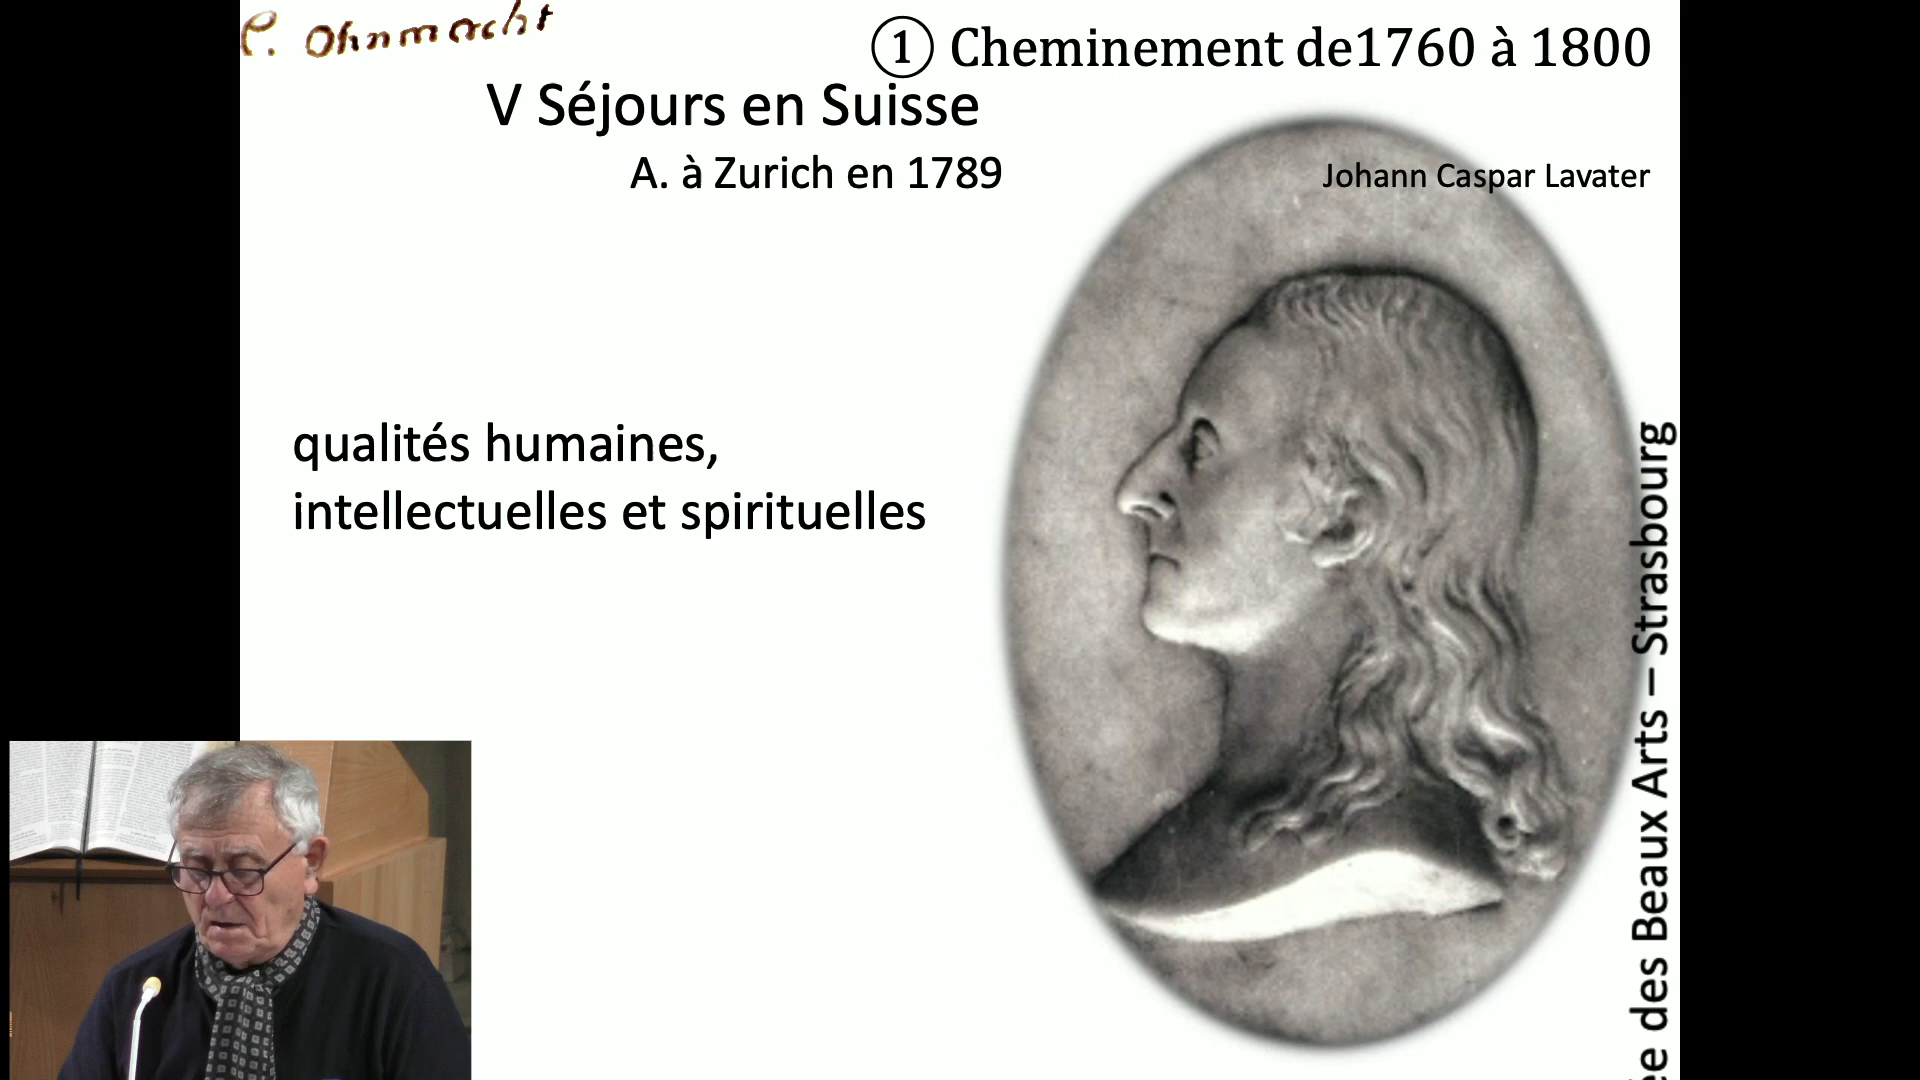 Ohnmacht
① Cheminement de1760 à 1800
V Séjours en Suisse
A. à Zurich en 1789
Johann Caspar Lavater
qualités humaines,
intellectuelles et spirituelles
des Beaux Arts – Strasbourg